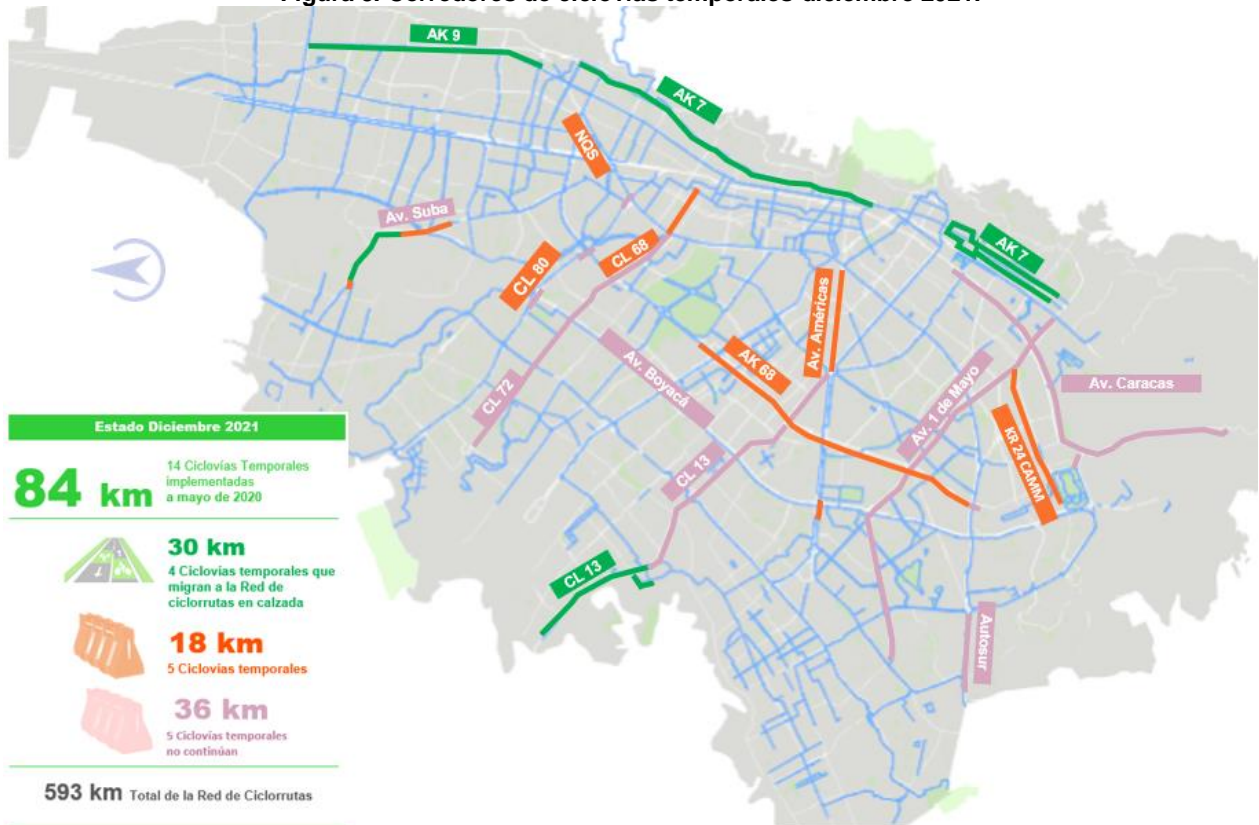 AK 9
AK 7
NQS
Av. Suba
CL 68
CL 80
AK 7
Av. Américas
AK 68
Av. Boyacá
CL 72
Av. 1 de Mayo
Av. Caracas
KR 24 CAMM
CL 13
CL 13
Autosur
Estado Diciembre 2021
84 km
14 Ciclovías Temporales
implementadas
a mayo de 2020
30 km
4 Ciclovías temporales que
migran a la Red de
ciclorrutas en calzada
18 km
5 Ciclovías temporales
36 km
5 Ciclovías temporales
no continúan
593 km Total de la Red de Ciclorrutas